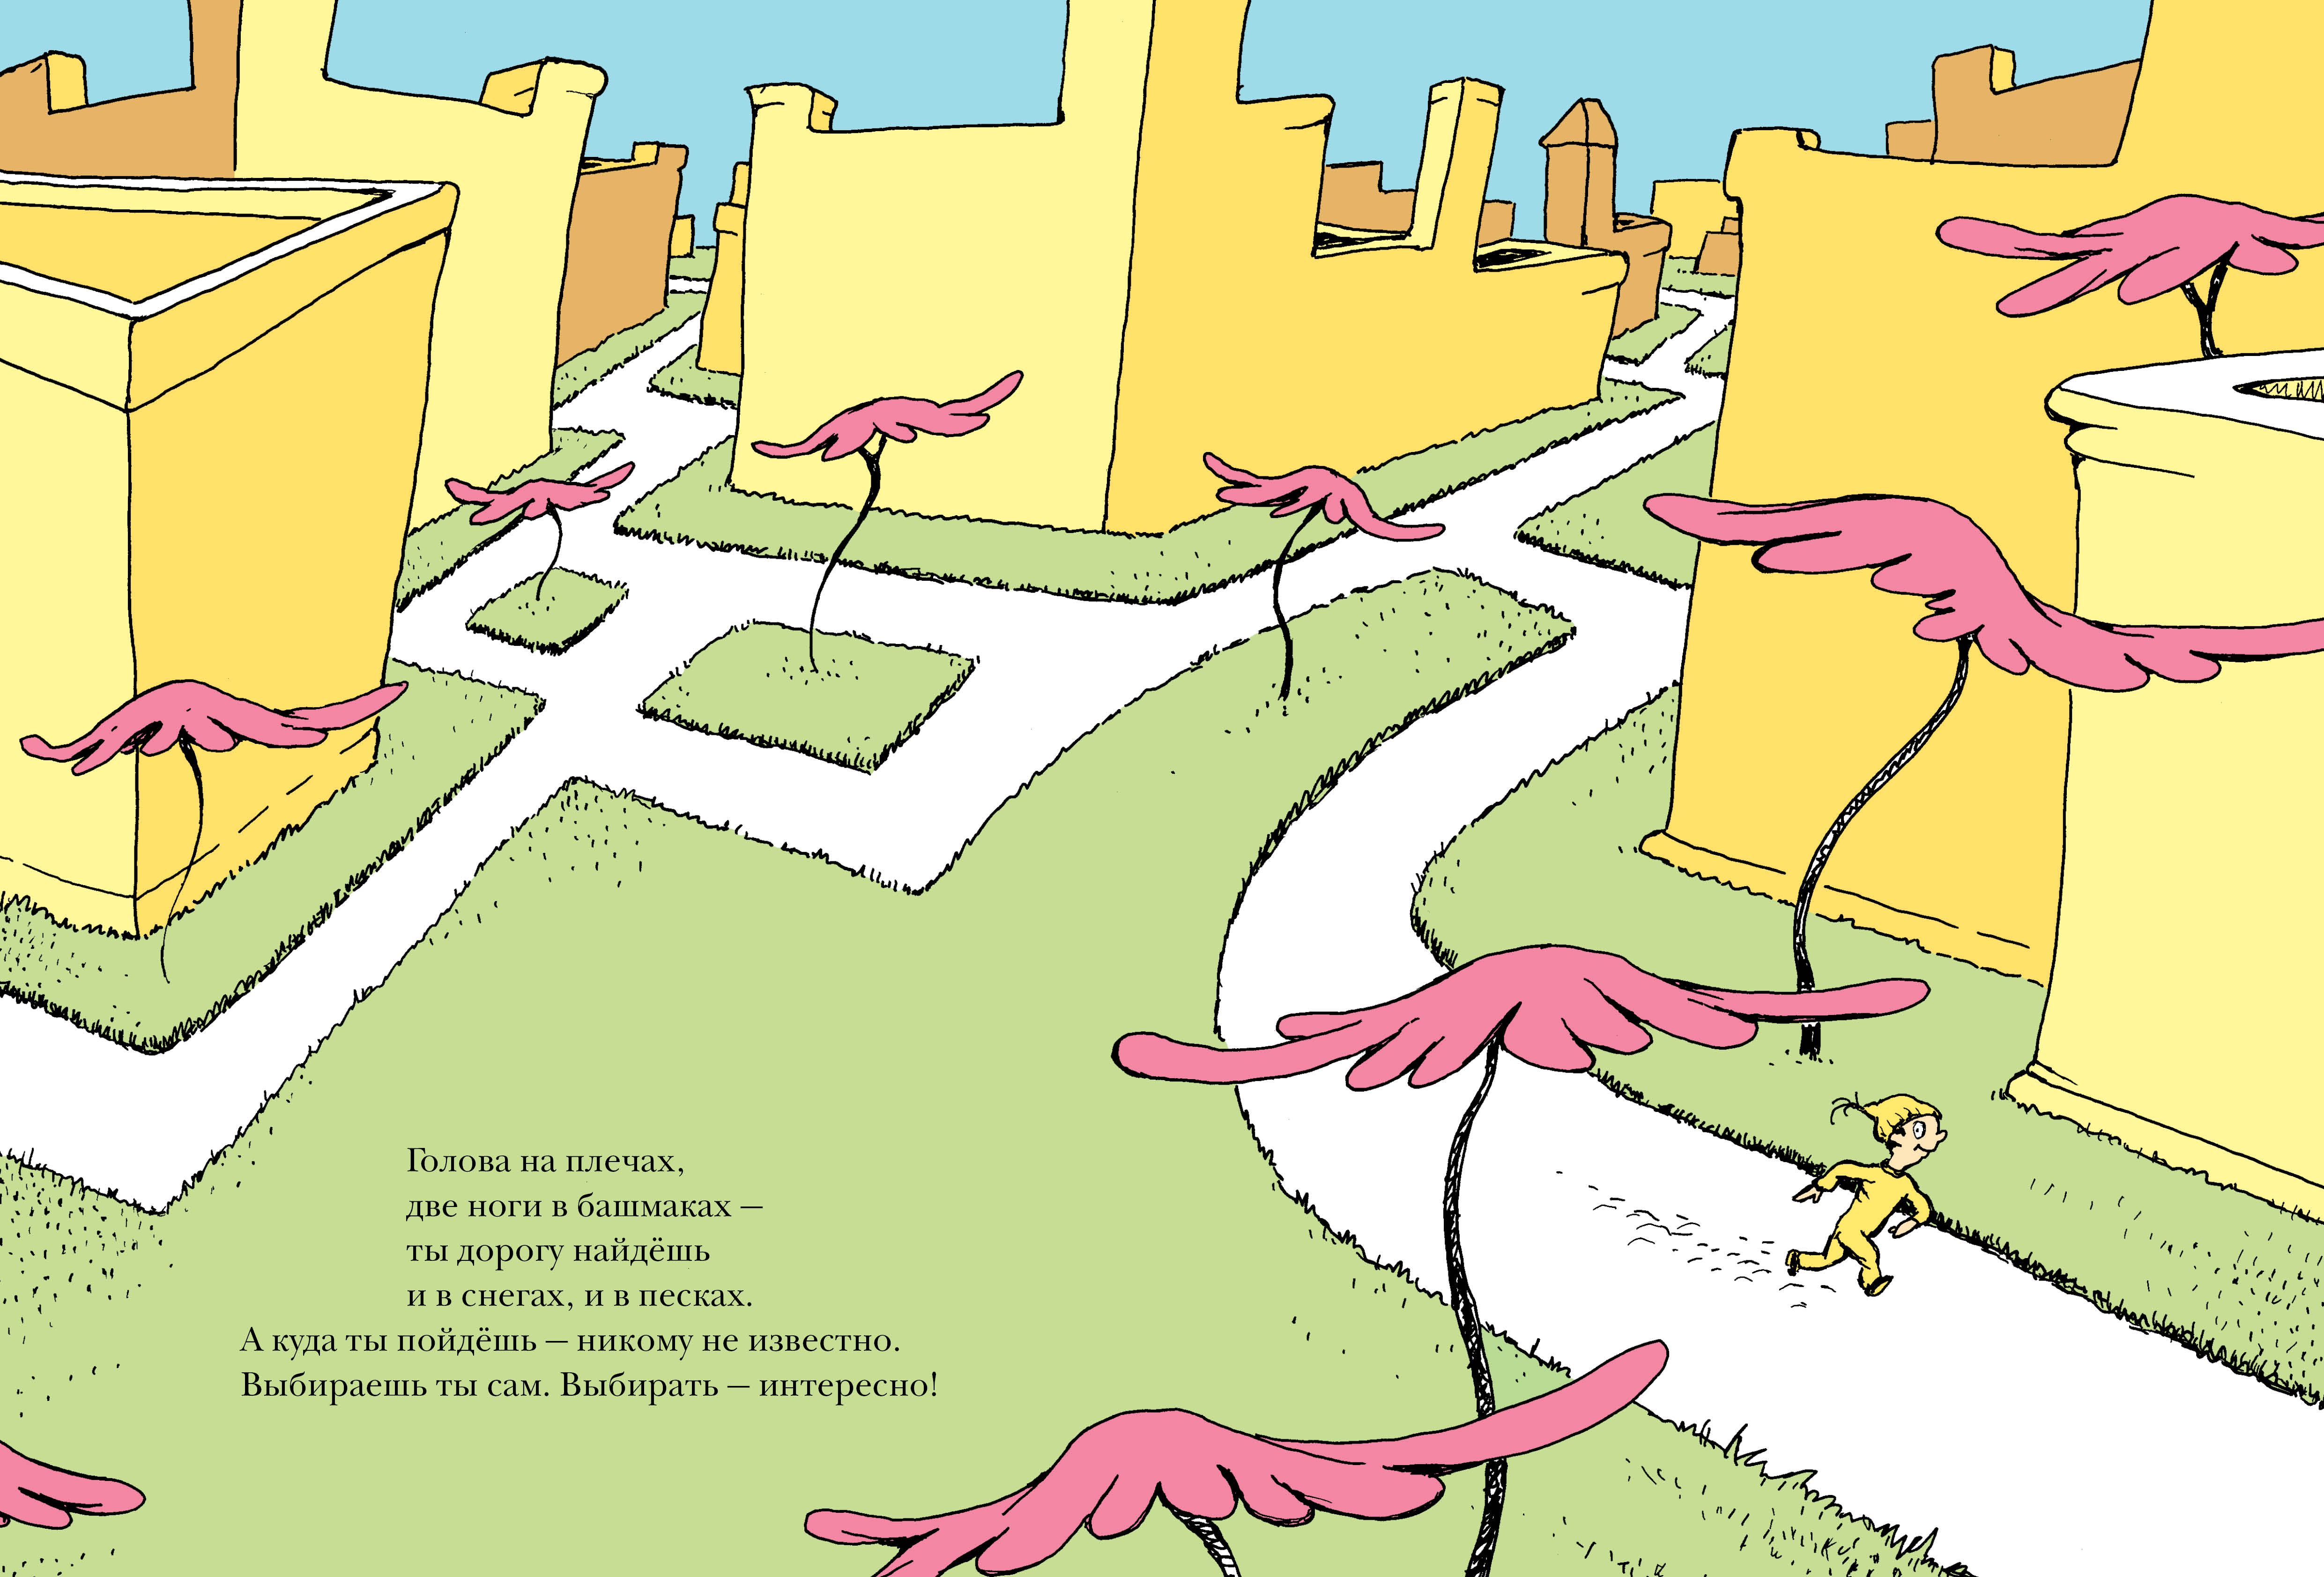 Голова на плечах,
две ноги в башмаках —
ты дорогу найдёшь
и в снегах, и в песках.
А куда ты пойдёшь — никому не известно.
Выбираешь ты сам. Выбирать — интересно!